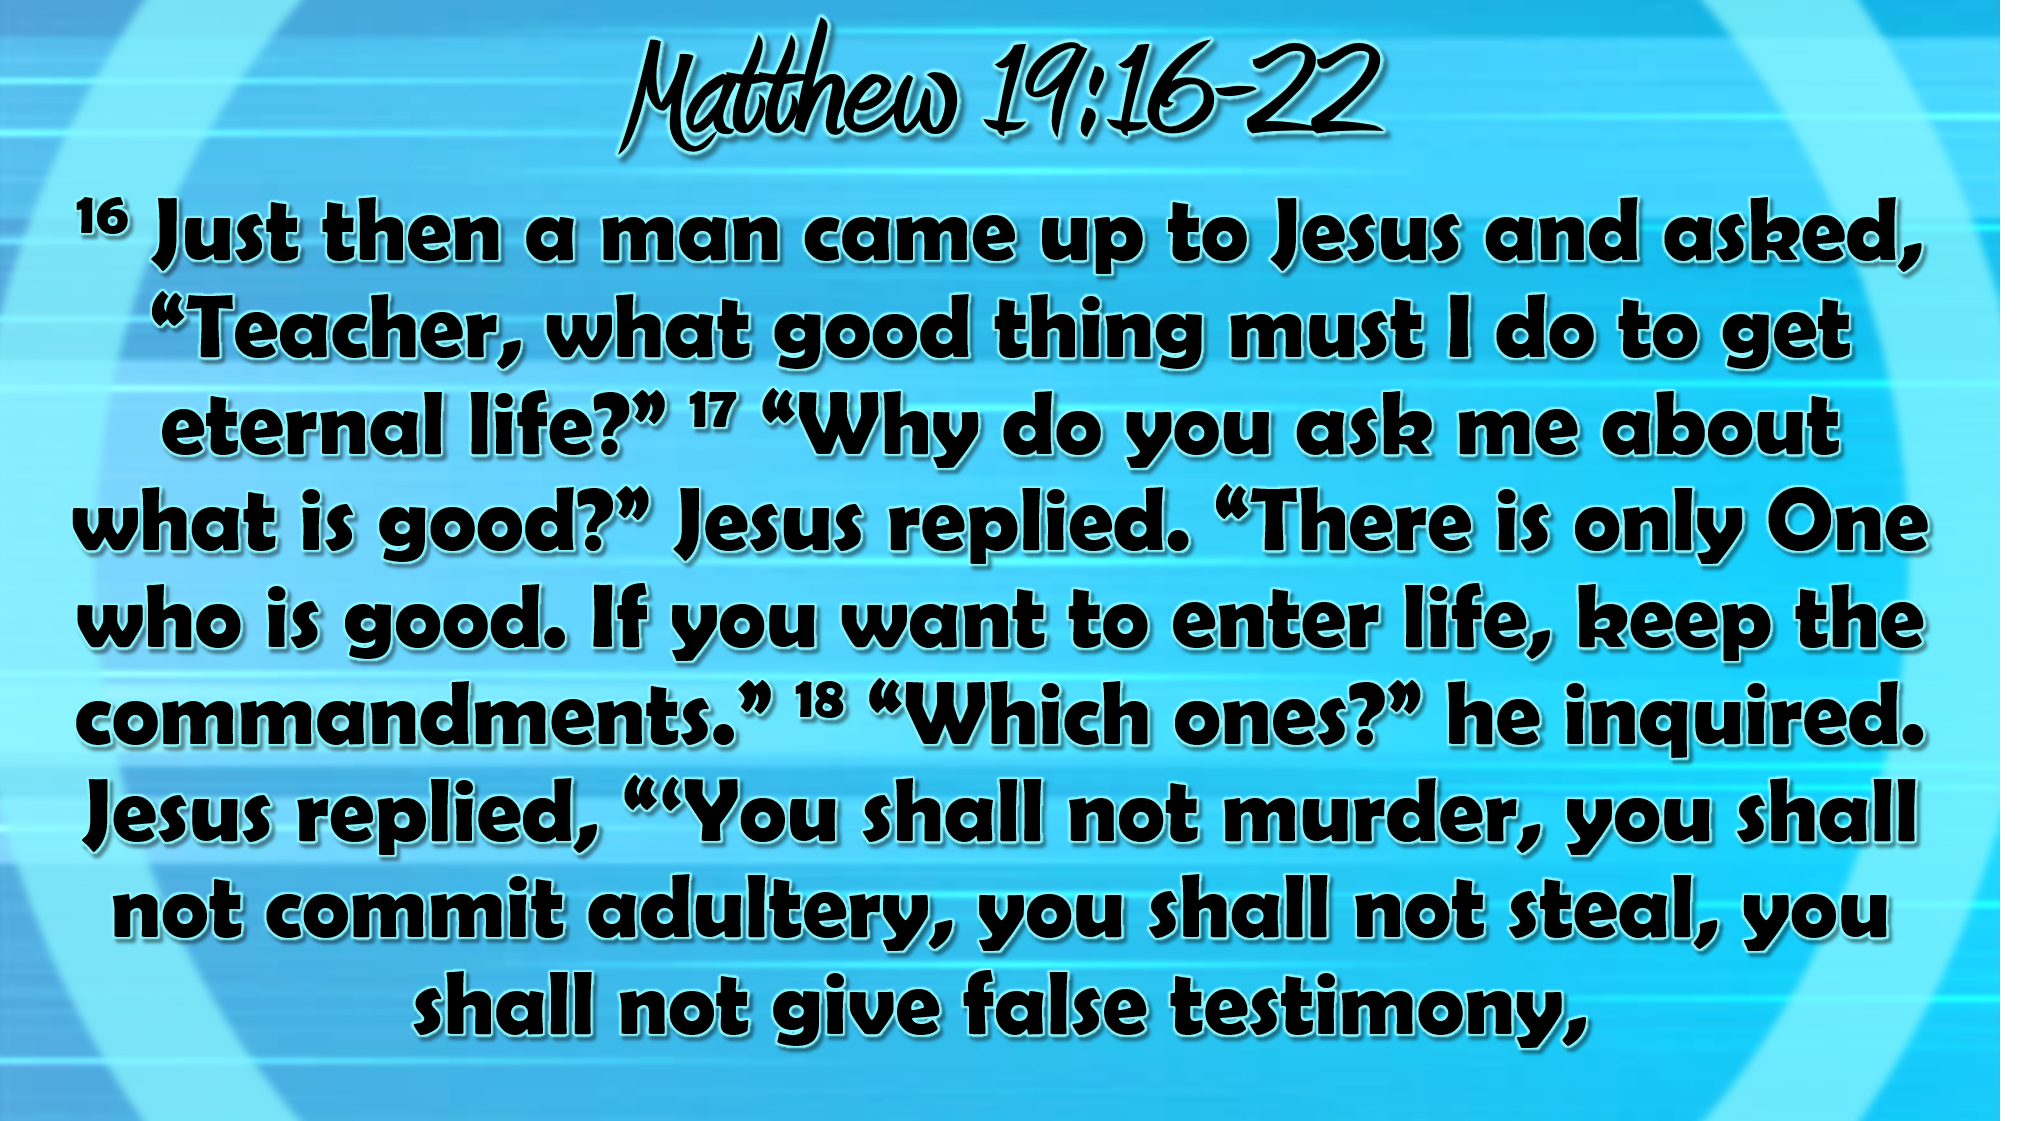 Matthew 19:16-22
16 Just then a man came up to Jesus and asked,
“Teacher, what good thing must I do to get
eternal life?” 17 “Why do you ask me about
what is good?” Jesus replied. “There is only One
who is good. If you want to enter life, keep the
commandments.” 18 “Which ones?” he inquired.
Jesus replied, “‘You shall not murder, you shall
not commit adultery, you shall not steal, you
shall not give false testimony,